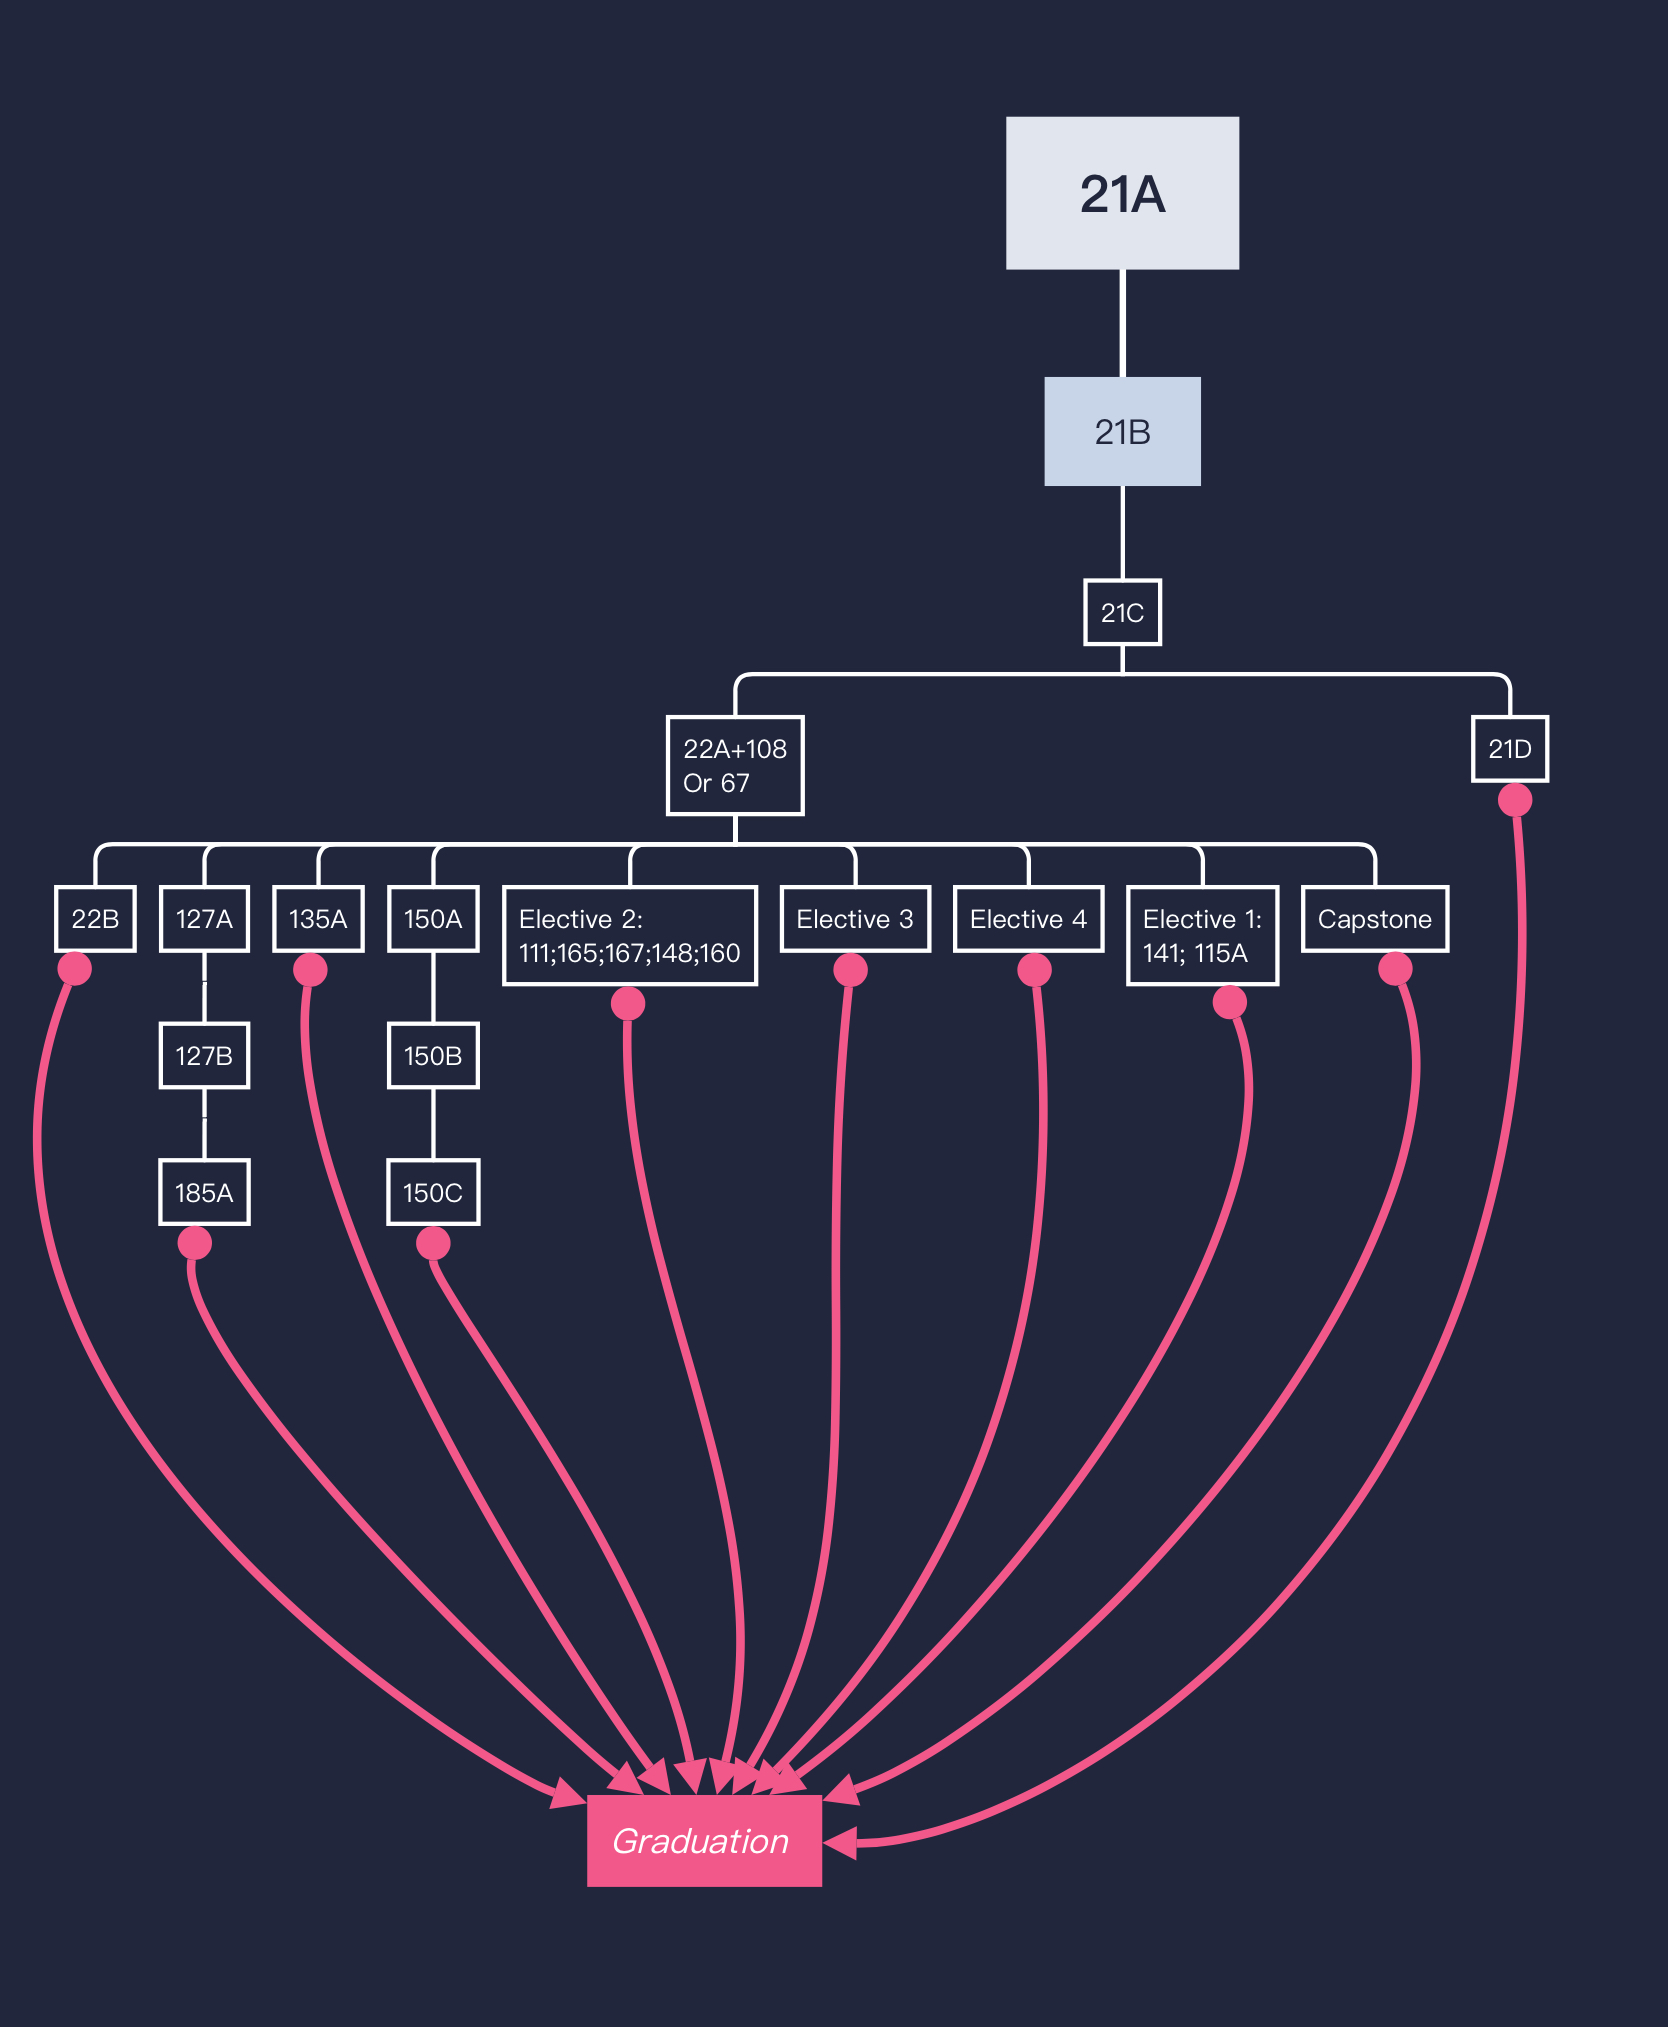 21A
21B
21C
22A+108
Or 67
21D
22B
127A
135A
150A
Elective 2:
111;165;167;148;160
Elective 3
Elective 4
Elective 1:
141; 115A
Capstone
127B
150B
185A
150C
Graduation